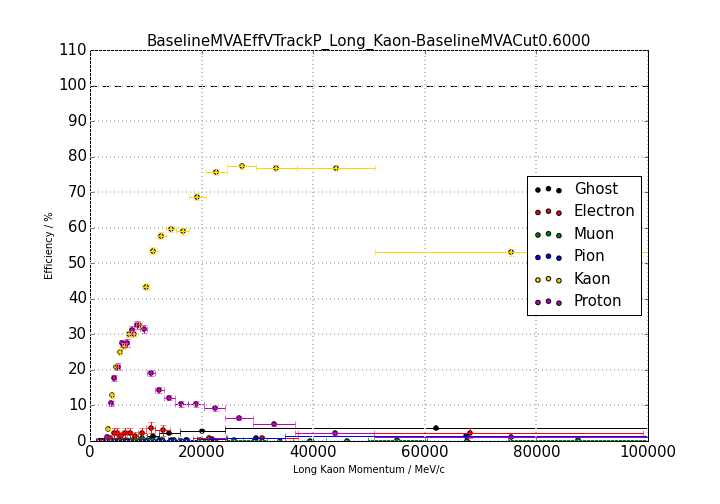 BaselineMVAEffVTrackP_Long_Kaon-BaselineMVACut0.6000
110
100
90
80
70
60
50
40
30
20
10
0
Efficiency / %
Ghost
Electron
Muon
Pion
Kaon
Proton
0 20000 40000 60000 80000 100000
Long Kaon Momentum / MeV/c